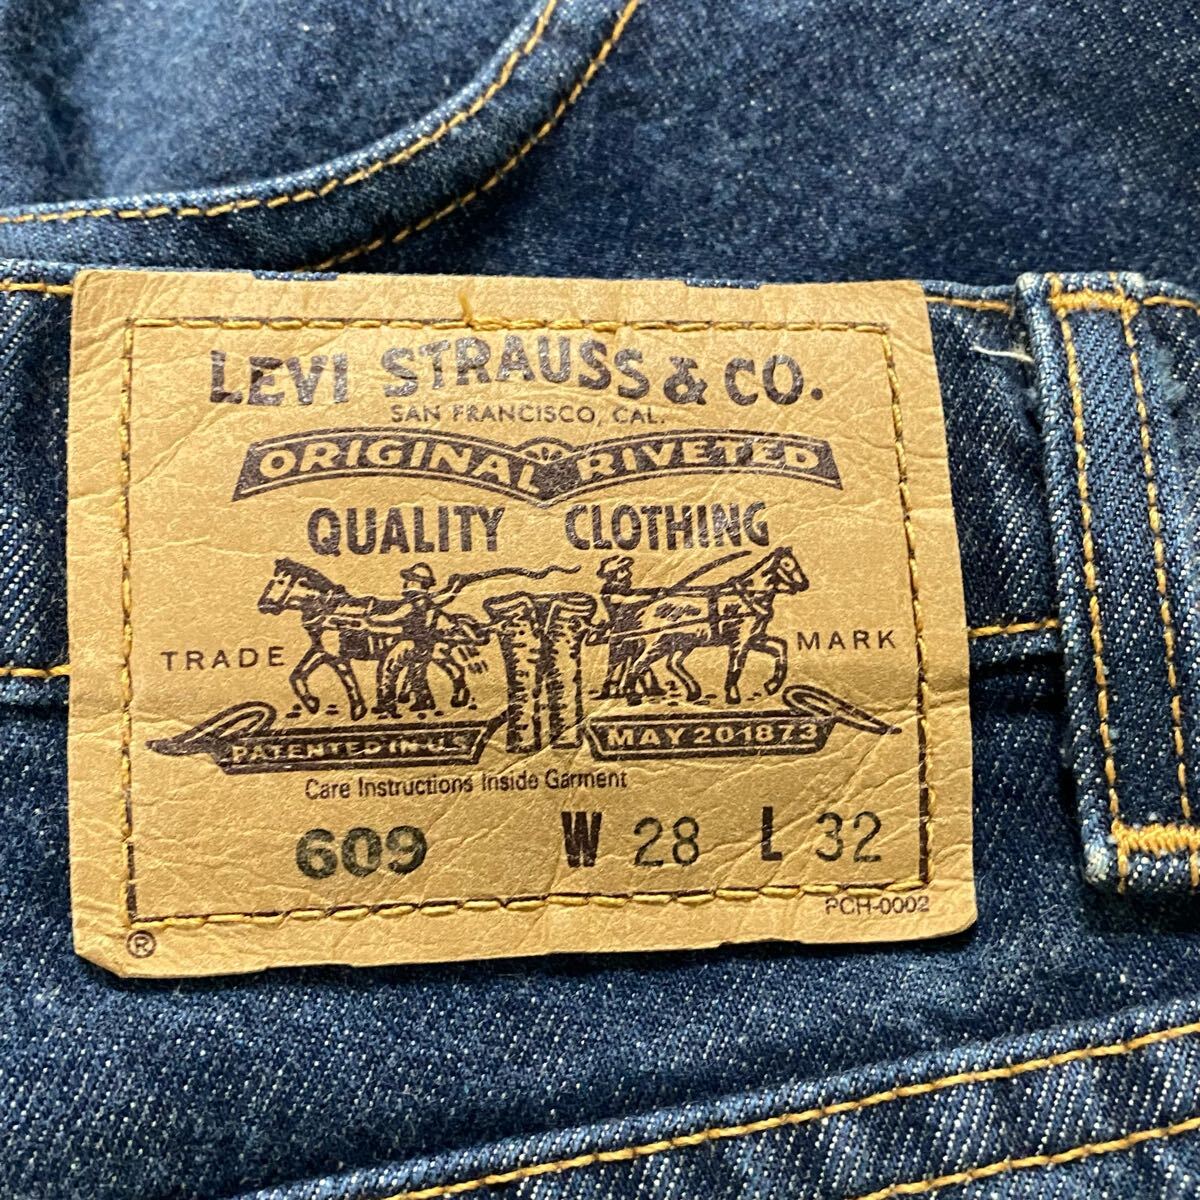 LEVI STRAUSS & CO.
SAN FRANCISCO, CAL.
ORIGINAL RIVETED
QUALITY CLOTHING
TRADE MARK
PATENTED IN U.S. MAY 20 1873
Care Instructions Inside Garment
609 W 28 L 32
PCH-0002
®